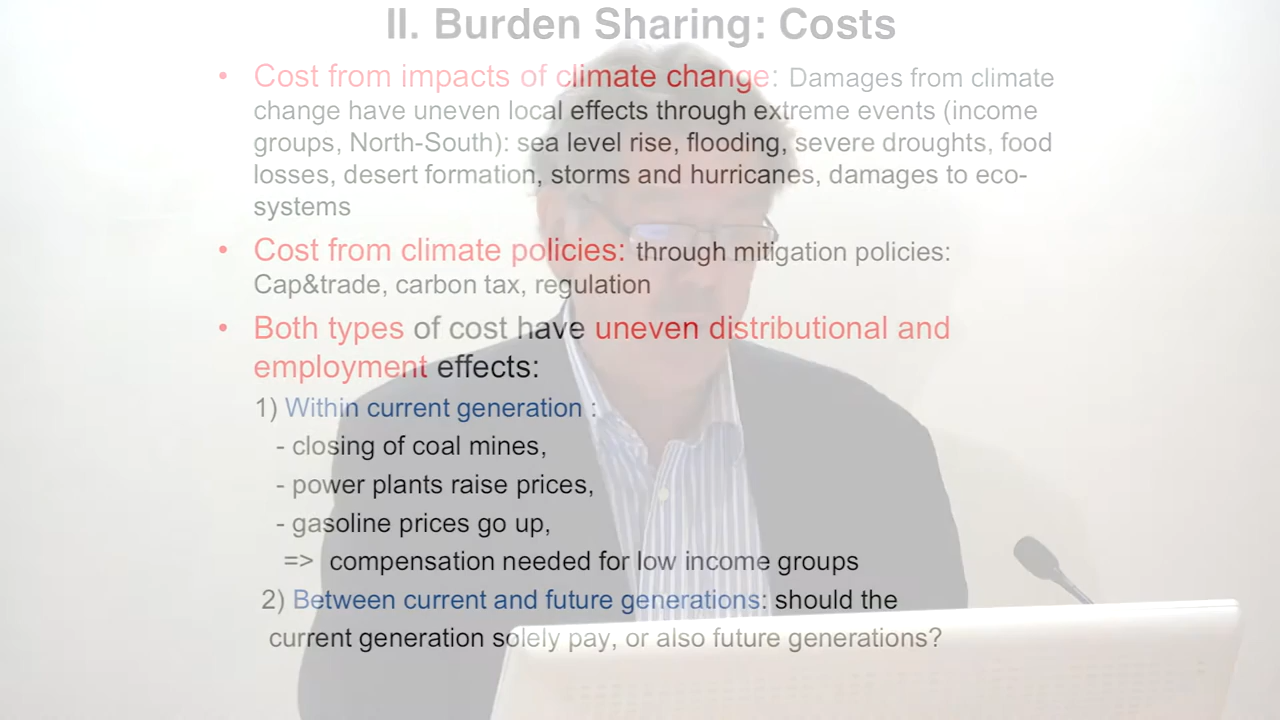 II. Burden Sharing: Costs
• Cost from impacts of climate change: Damages from climate
change have uneven local effects through extreme events (income
groups, North-South): sea level rise, flooding, severe droughts, food
losses, desert formation, storms and hurricanes, damages to eco-
systems
• Cost from climate policies: through mitigation policies:
Cap&trade, carbon tax, regulation
• Both types of cost have uneven distributional and
employment effects:
1) Within current generation :
- closing of coal mines,
- power plants raise prices,
- gasoline prices go up,
=> compensation needed for low income groups
2) Between current and future generations: should the
current generation solely pay, or also future generations?